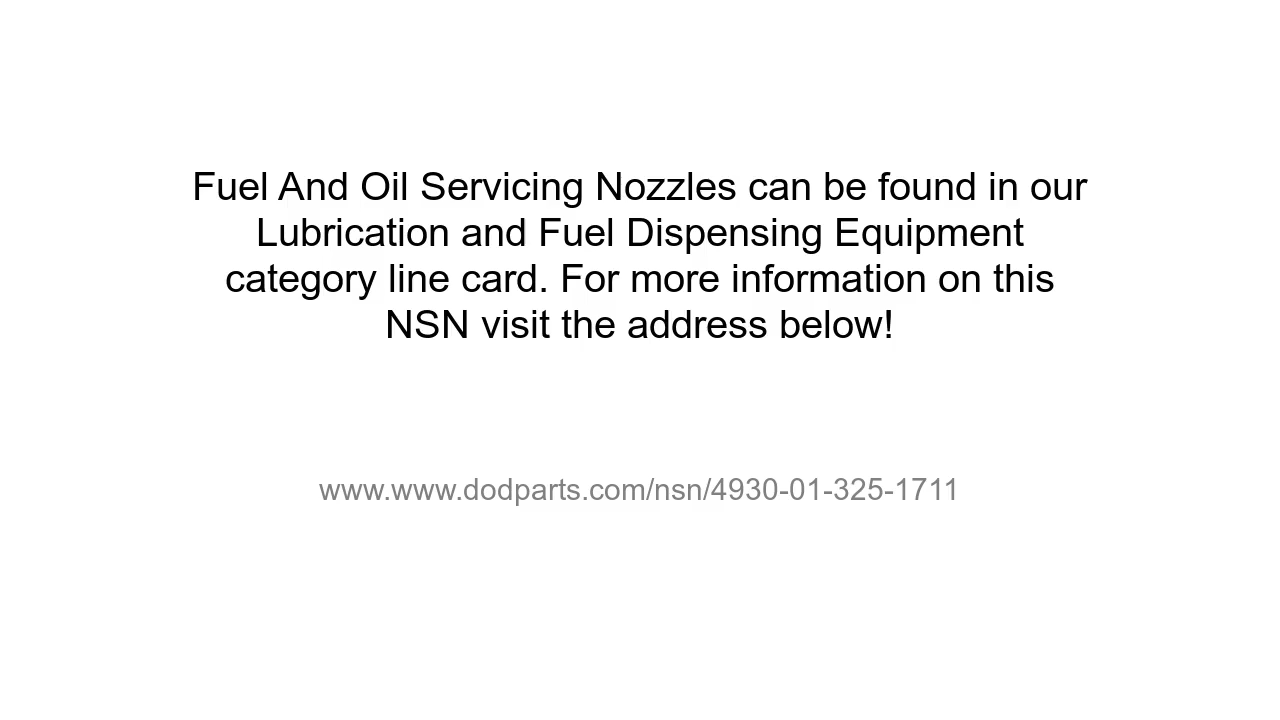 Fuel And Oil Servicing Nozzles can be found in our
Lubrication and Fuel Dispensing Equipment
category line card. For more information on this
NSN visit the address below!
www.www.dodparts.com/nsn/4930-01-325-1711